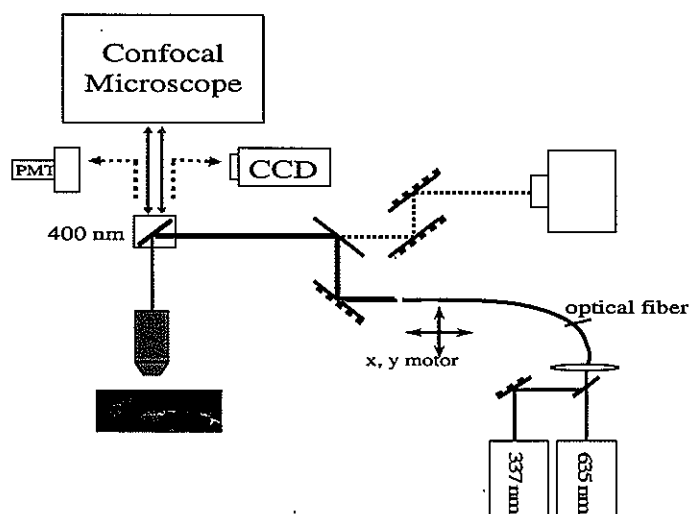 Confocal
Microscope
PMT
CCD
400 nm
optical fiber
x, y motor
337 nm
635 nm